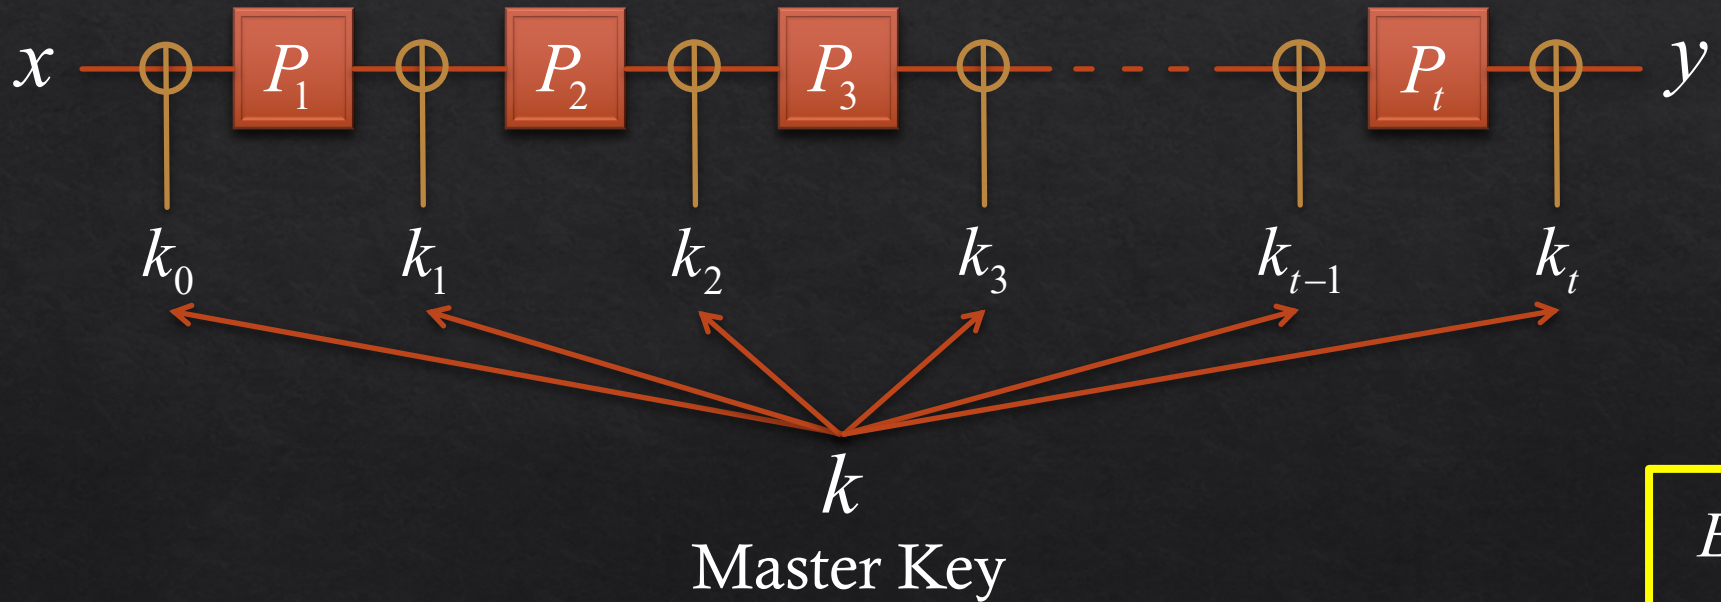 x P₁ P₂ P₃ Pₜ y
k₀ k₁ k₂ k₃ kₜ₋₁ kₜ
k
Master Key